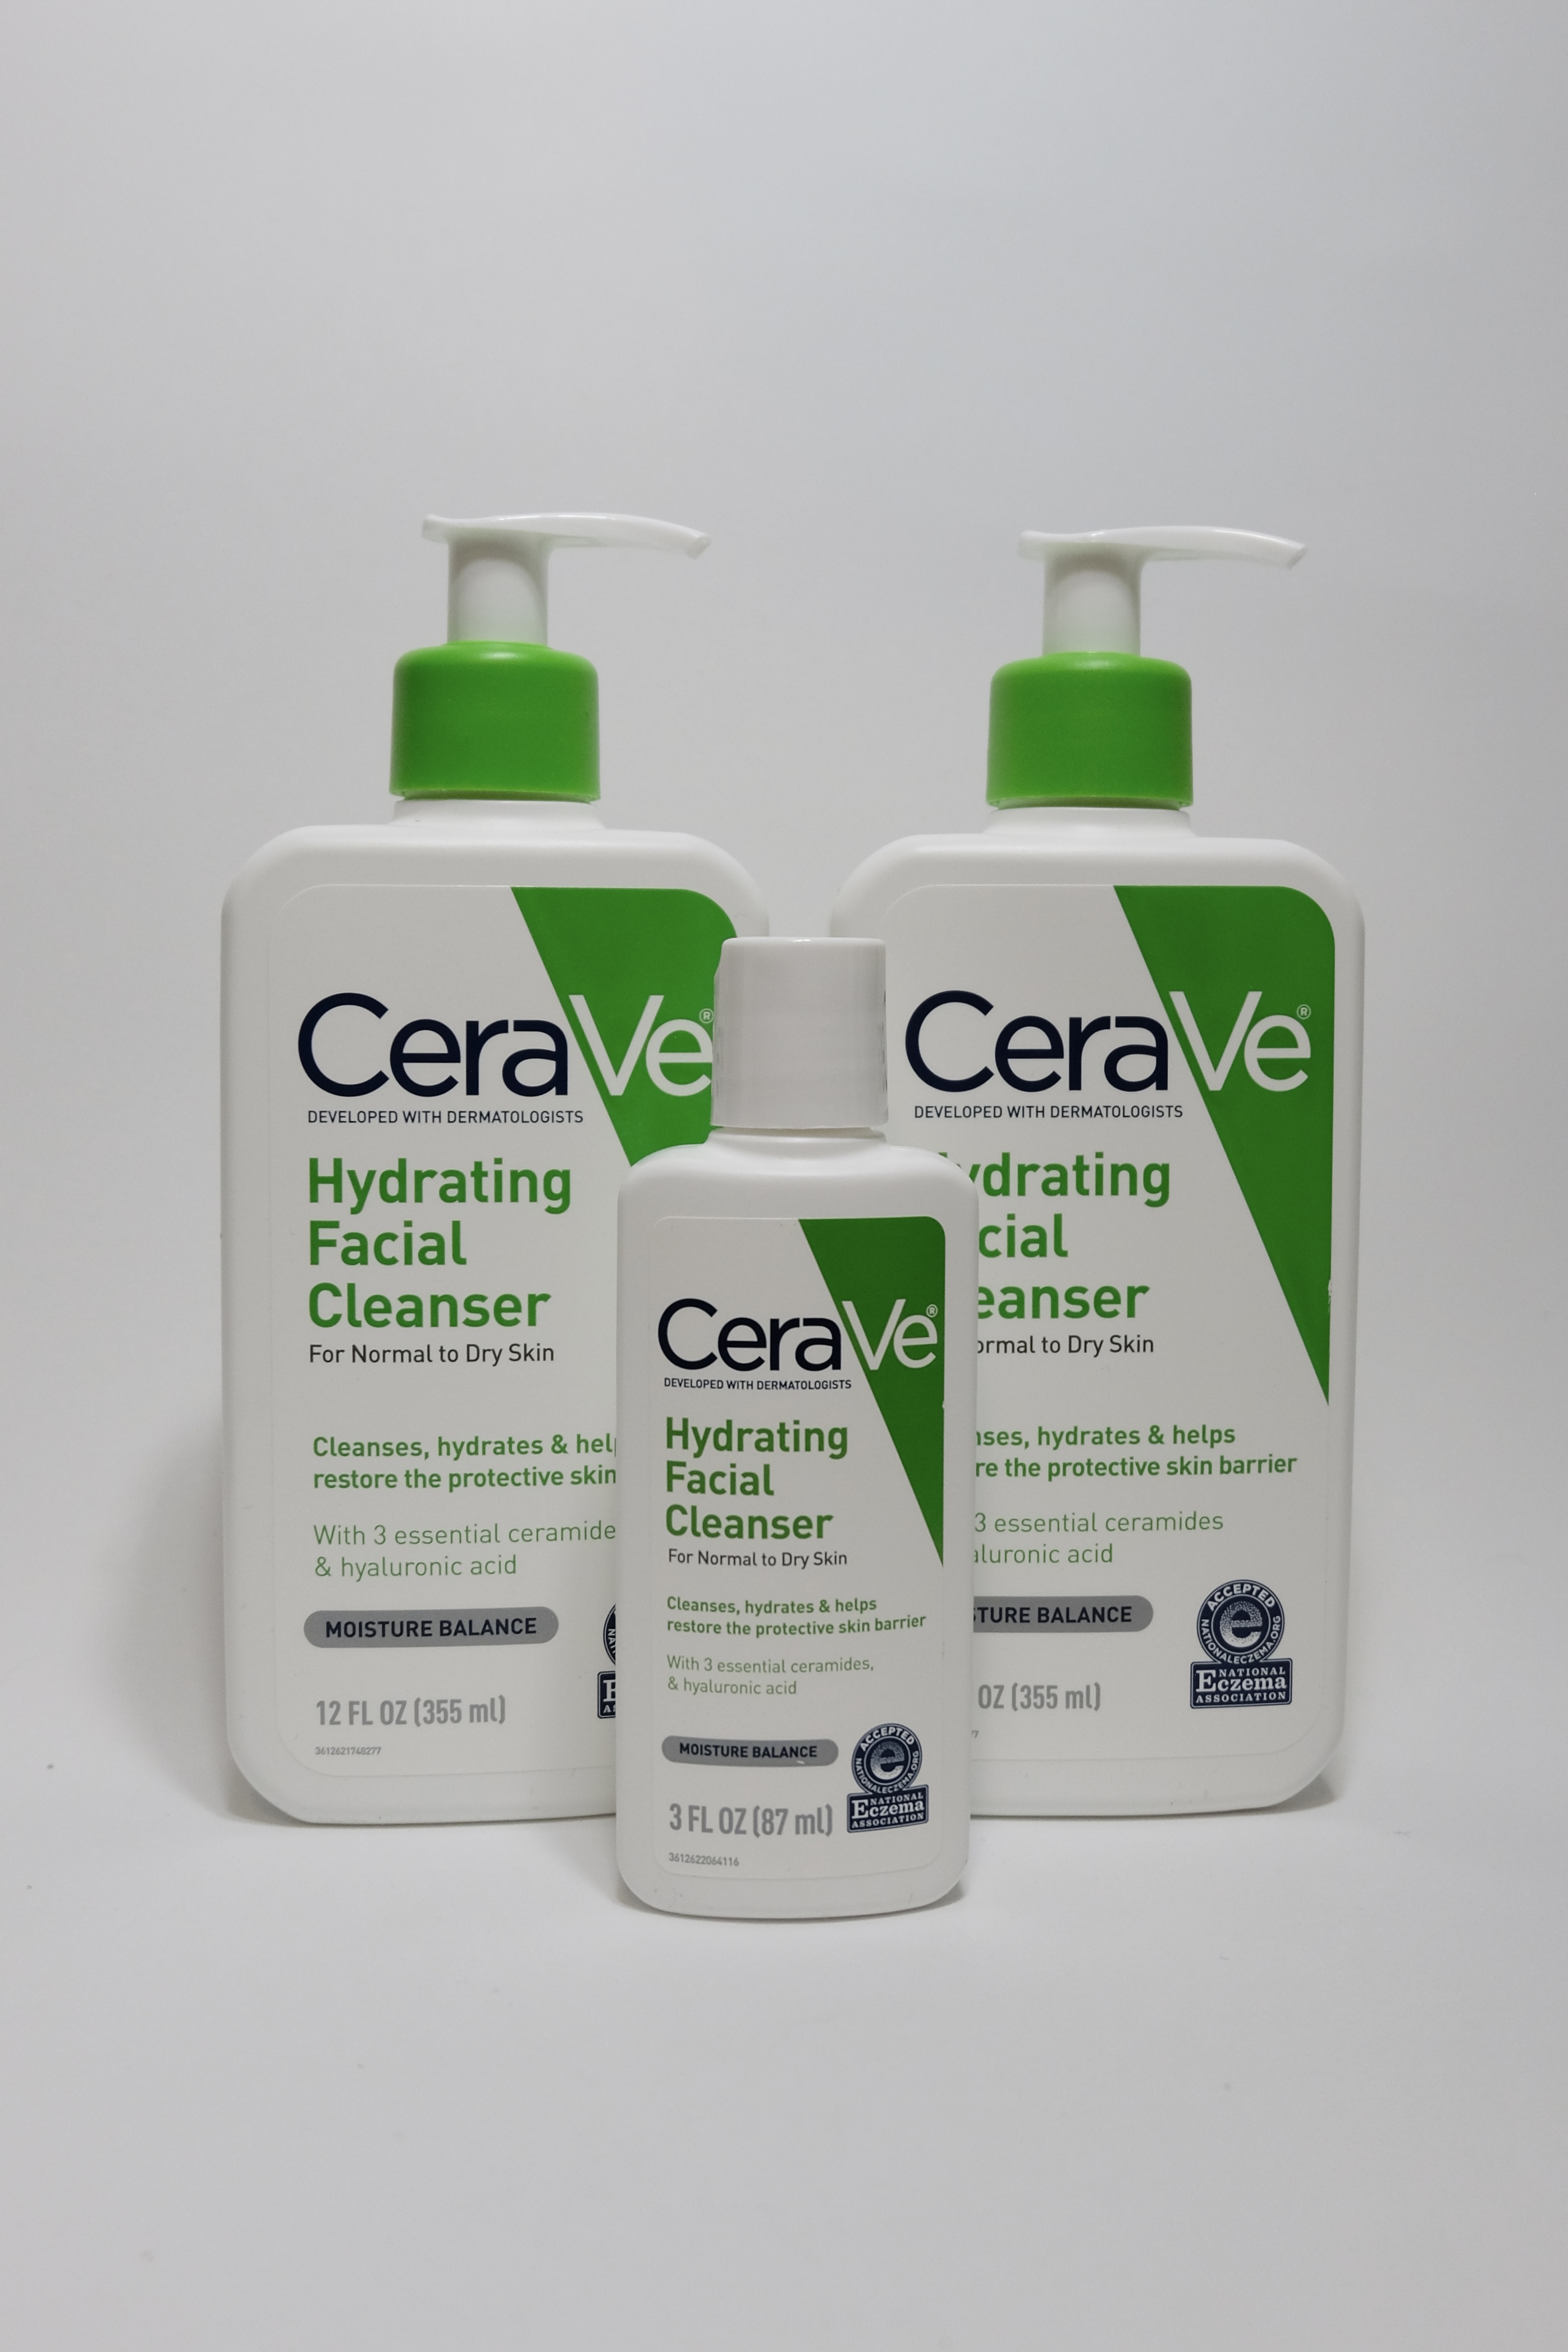 CeraVe®
DEVELOPED WITH DERMATOLOGISTS
Hydrating
Facial
Cleanser
For Normal to Dry Skin
Cleanses, hydrates & hel
restore the protective skin
With 3 essential ceramide
& hyaluronic acid
MOISTURE BALANCE
12 FL OZ (355 ml)
3612621748277
CeraVe®
DEVELOPED WITH DERMATOLOGISTS
Hydrating
Facial
Cleanser
For Normal to Dry Skin
Cleanses, hydrates & helps
restore the protective skin barrier
With 3 essential ceramides,
& hyaluronic acid
MOISTURE BALANCE
3 FL OZ (87 ml)
3612622064116
ACCEPTED
e
NATIONALECZEMA.ORG
NATIONAL
Eczema
ASSOCIATION
CeraVe®
DEVELOPED WITH DERMATOLOGISTS
ydrating
cial
eanser
ormal to Dry Skin
nses, hydrates & helps
re the protective skin barrier
3 essential ceramides
aluronic acid
TURE BALANCE
OZ (355 ml)
ACCEPTED
e
NATIONALECZEMA.ORG
NATIONAL
Eczema
ASSOCIATION